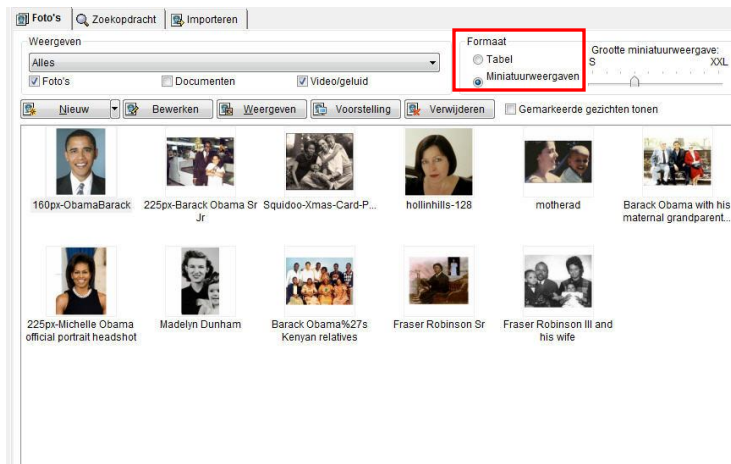 Foto's Zoekopdracht Importeren
Weergeven
Alles
Foto's Documenten Video/geluid
Formaat
Tabel
Miniatuurweergaven
Grootte miniatuurweergave:
S XXL
Nieuw Bewerken Weergeven Voorstelling Verwijderen Gemarkeerde gezichten tonen
160px-ObamaBarack 225px-Barack Obama Sr Squidoo-Xmas-Card-P... hollinhills-128 motherad Barack Obama with his
Jr maternal grandparent...
225px-Michelle Obama Madelyn Dunham Barack Obama%27s Fraser Robinson Sr Fraser Robinson III and
official portrait headshot Kenyan relatives his wife